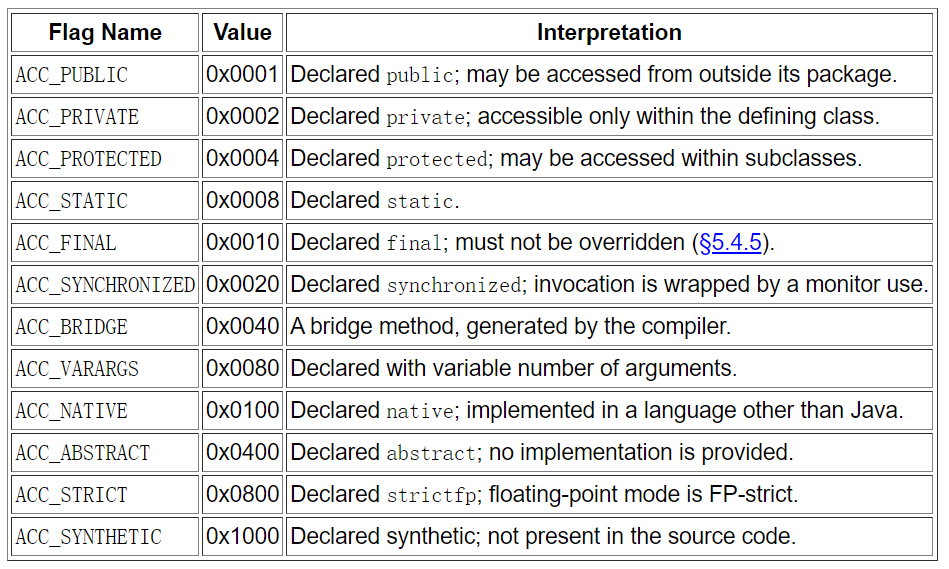 Flag Name Value Interpretation
ACC_PUBLIC 0x0001 Declared public; may be accessed from outside its package.
ACC_PRIVATE 0x0002 Declared private; accessible only within the defining class.
ACC_PROTECTED 0x0004 Declared protected; may be accessed within subclasses.
ACC_STATIC 0x0008 Declared static.
ACC_FINAL 0x0010 Declared final; must not be overridden (§5.4.5).
ACC_SYNCHRONIZED 0x0020 Declared synchronized; invocation is wrapped by a monitor use.
ACC_BRIDGE 0x0040 A bridge method, generated by the compiler.
ACC_VARARGS 0x0080 Declared with variable number of arguments.
ACC_NATIVE 0x0100 Declared native; implemented in a language other than Java.
ACC_ABSTRACT 0x0400 Declared abstract; no implementation is provided.
ACC_STRICT 0x0800 Declared strictfp; floating-point mode is FP-strict.
ACC_SYNTHETIC 0x1000 Declared synthetic; not present in the source code.